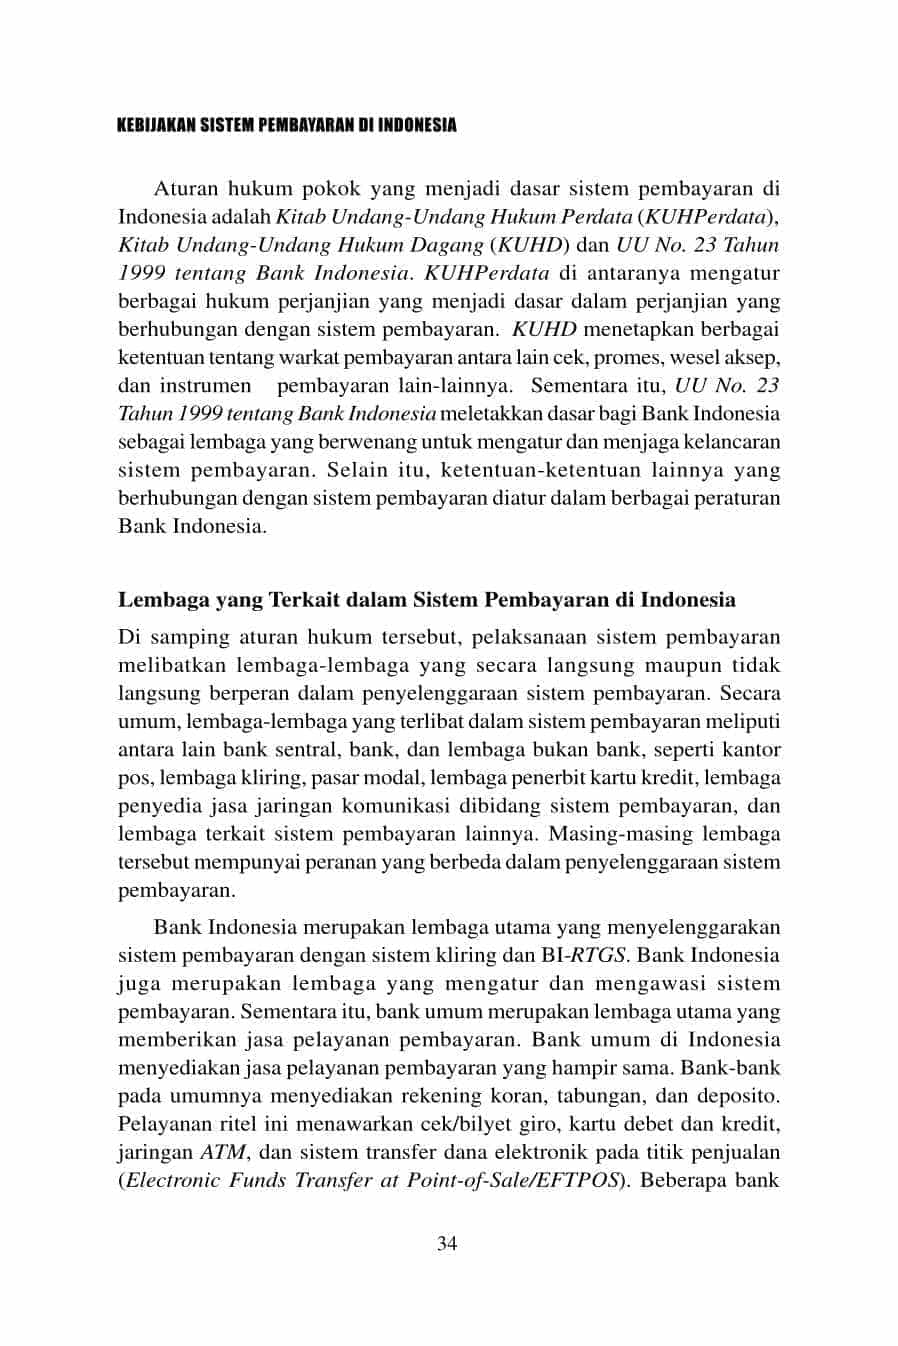 KEBIJAKAN SISTEM PEMBAYARAN DI INDONESIA
Aturan hukum pokok yang menjadi dasar sistem pembayaran di
Indonesia adalah Kitab Undang-Undang Hukum Perdata (KUHPerdata),
Kitab Undang-Undang Hukum Dagang (KUHD) dan UU No. 23 Tahun
1999 tentang Bank Indonesia. KUHPerdata di antaranya mengatur
berbagai hukum perjanjian yang menjadi dasar dalam perjanjian yang
berhubungan dengan sistem pembayaran. KUHD menetapkan berbagai
ketentuan tentang warkat pembayaran antara lain cek, promes, wesel aksep,
dan instrumen pembayaran lain-lainnya. Sementara itu, UU No. 23
Tahun 1999 tentang Bank Indonesia meletakkan dasar bagi Bank Indonesia
sebagai lembaga yang berwenang untuk mengatur dan menjaga kelancaran
sistem pembayaran. Selain itu, ketentuan-ketentuan lainnya yang
berhubungan dengan sistem pembayaran diatur dalam berbagai peraturan
Bank Indonesia.
Lembaga yang Terkait dalam Sistem Pembayaran di Indonesia
Di samping aturan hukum tersebut, pelaksanaan sistem pembayaran
melibatkan lembaga-lembaga yang secara langsung maupun tidak
langsung berperan dalam penyelenggaraan sistem pembayaran. Secara
umum, lembaga-lembaga yang terlibat dalam sistem pembayaran meliputi
antara lain bank sentral, bank, dan lembaga bukan bank, seperti kantor
pos, lembaga kliring, pasar modal, lembaga penerbit kartu kredit, lembaga
penyedia jasa jaringan komunikasi dibidang sistem pembayaran, dan
lembaga terkait sistem pembayaran lainnya. Masing-masing lembaga
tersebut mempunyai peranan yang berbeda dalam penyelenggaraan sistem
pembayaran.
Bank Indonesia merupakan lembaga utama yang menyelenggarakan
sistem pembayaran dengan sistem kliring dan BI-RTGS. Bank Indonesia
juga merupakan lembaga yang mengatur dan mengawasi sistem
pembayaran. Sementara itu, bank umum merupakan lembaga utama yang
memberikan jasa pelayanan pembayaran. Bank umum di Indonesia
menyediakan jasa pelayanan pembayaran yang hampir sama. Bank-bank
pada umumnya menyediakan rekening koran, tabungan, dan deposito.
Pelayanan ritel ini menawarkan cek/bilyet giro, kartu debet dan kredit,
jaringan ATM, dan sistem transfer dana elektronik pada titik penjualan
(Electronic Funds Transfer at Point-of-Sale/EFTPOS). Beberapa bank
34